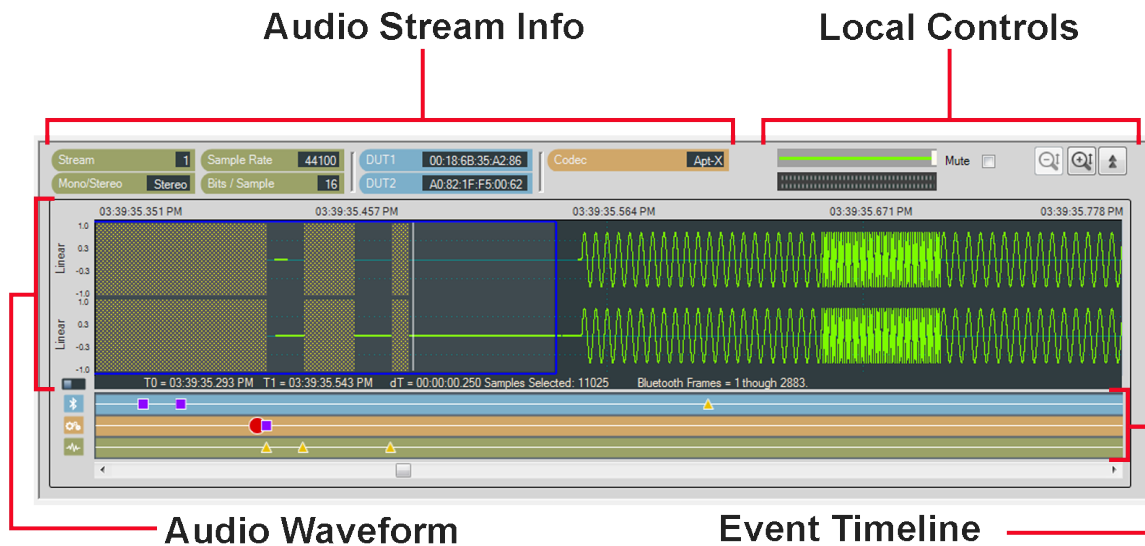 Audio Stream Info
Local Controls
Stream 1 Sample Rate 44100 DUT1 00:18:6B:35:A2:86 Codec Apt-X Mute
Mono/Stereo Stereo Bits / Sample 16 DUT2 A0:82:1F:F5:00:62
03:39:35.351 PM 03:39:35.457 PM 03:39:35.564 PM 03:39:35.671 PM 03:39:35.778 PM
Linear
1.0
0.3
-0.3
-1.0
Linear
1.0
0.3
-0.3
-1.0
T0 = 03:39:35.293 PM T1 = 03:39:35.543 PM dT = 00:00:00.250 Samples Selected: 11025 Bluetooth Frames = 1 though 2883.
Audio Waveform
Event Timeline